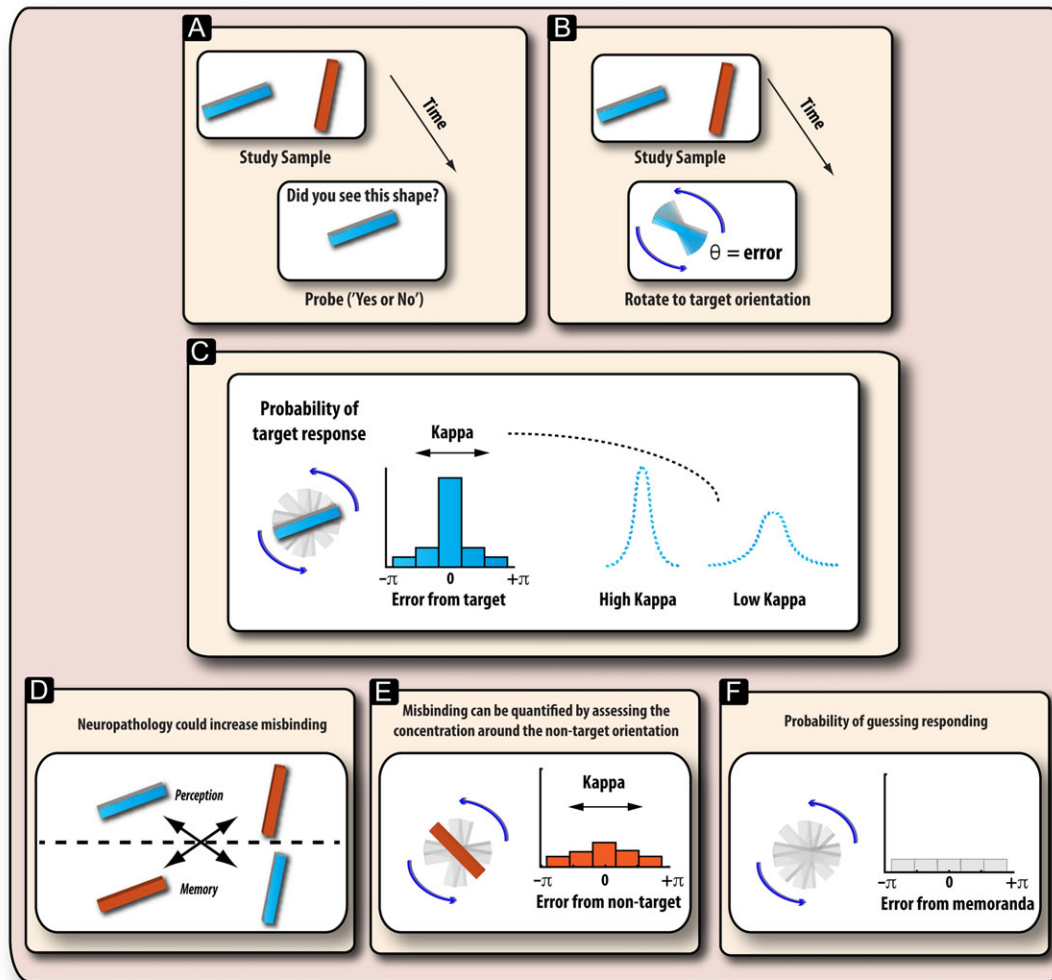 A
Study Sample
Time
Did you see this shape?
Probe ('Yes or No')
B
Study Sample
Time
θ = error
Rotate to target orientation
C
Probability of
target response
Kappa
-π 0 +π
Error from target
High Kappa
Low Kappa
D
Neuropathology could increase misbinding
Perception
Memory
E
Misbinding can be quantified by assessing the
concentration around the non-target orientation
Kappa
-π 0 +π
Error from non-target
F
Probability of guessing responding
-π 0 +π
Error from memoranda